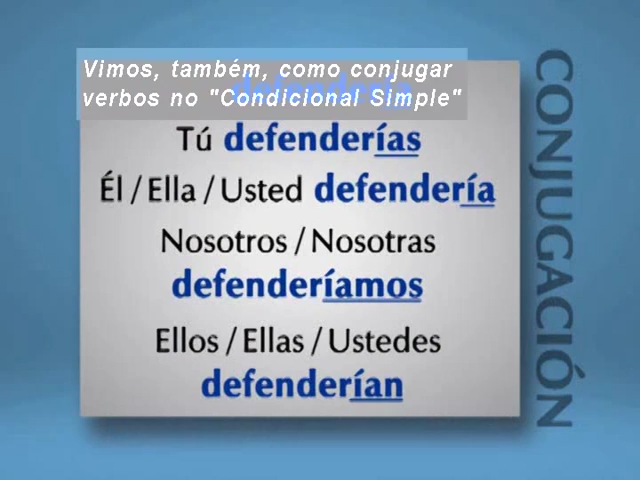 Vimos, também, como conjugar
verbos no "Condicional Simple"
Tú defenderías
Él / Ella / Usted defendería
Nosotros / Nosotras
defenderíamos
Ellos / Ellas / Ustedes
defenderían
CONJUGACIÓN